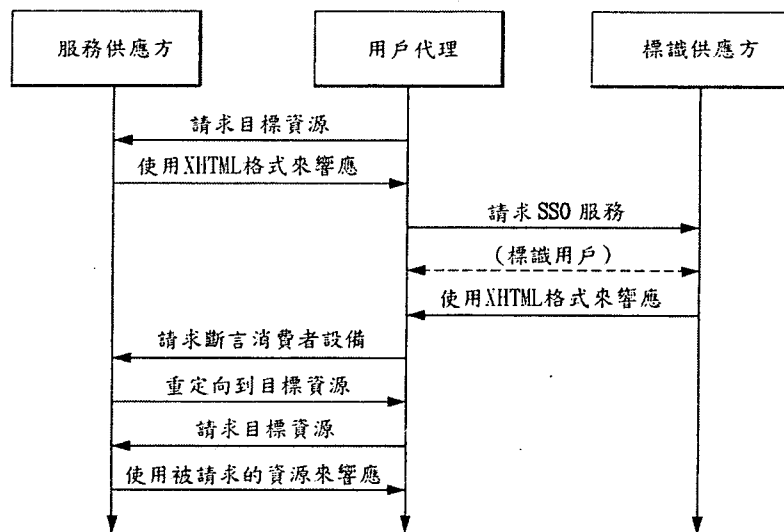 服務供應方
用戶代理
標識供應方
請求目標資源
使用XHTML格式來響應
請求 SSO 服務
(標識用戶)
使用XHTML格式來響應
請求斷言消費者設備
重定向到目標資源
請求目標資源
使用被請求的資源來響應